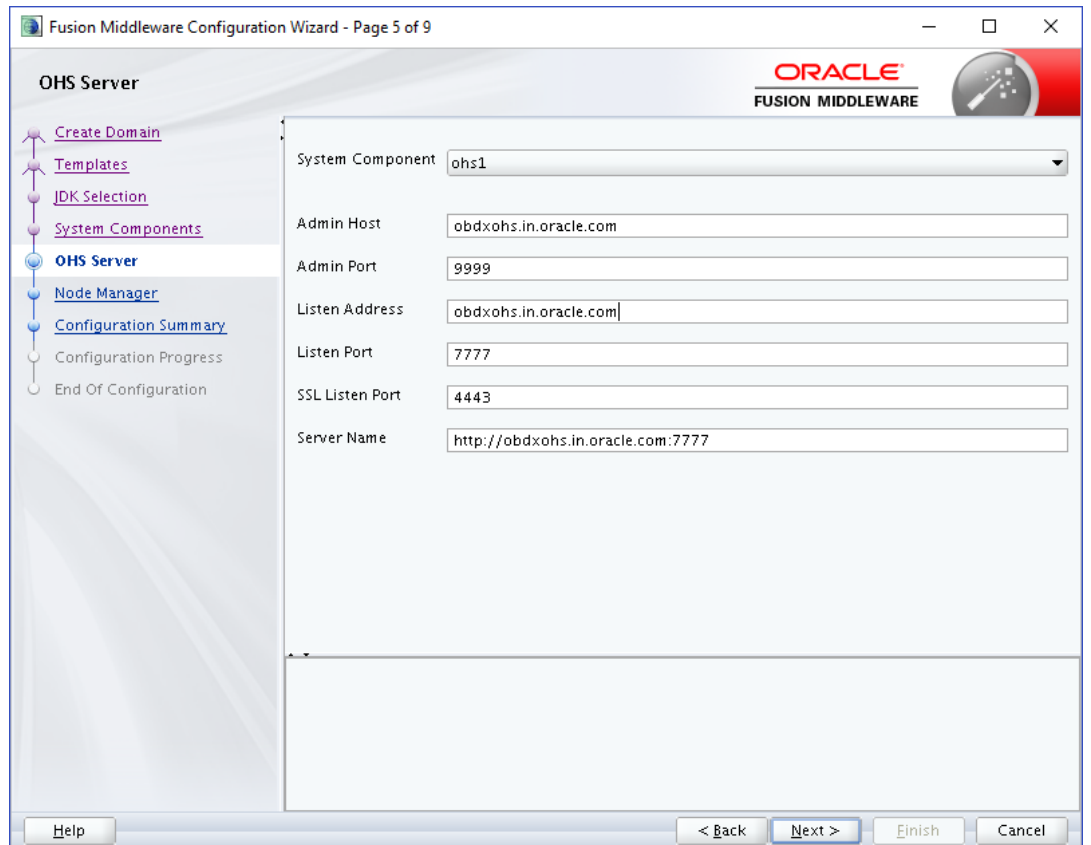 Fusion Middleware Configuration Wizard - Page 5 of 9
OHS Server
ORACLE
FUSION MIDDLEWARE
Create Domain
Templates
JDK Selection
System Components
OHS Server
Node Manager
Configuration Summary
Configuration Progress
End Of Configuration
System Component ohs1
Admin Host obdxohs.in.oracle.com
Admin Port 9999
Listen Address obdxohs.in.oracle.com
Listen Port 7777
SSL Listen Port 4443
Server Name http://obdxohs.in.oracle.com:7777
Help < Back Next > Finish Cancel